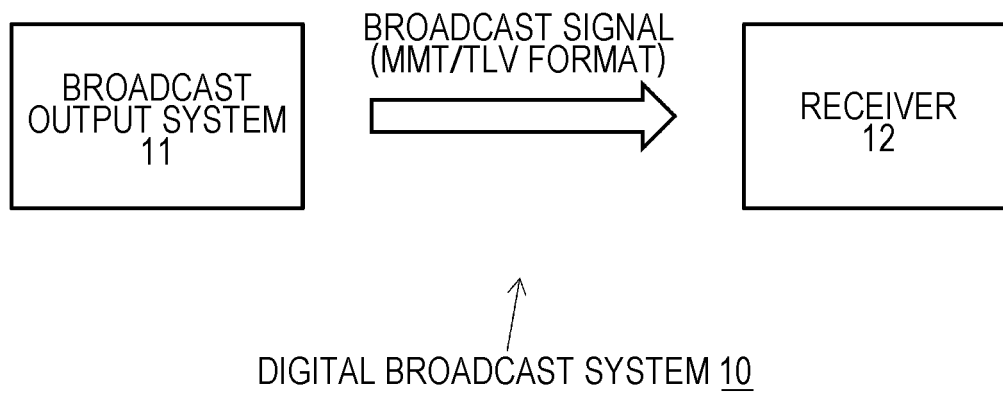 BROADCAST
OUTPUT SYSTEM
11
BROADCAST SIGNAL
(MMT/TLV FORMAT)
RECEIVER
12
DIGITAL BROADCAST SYSTEM 10